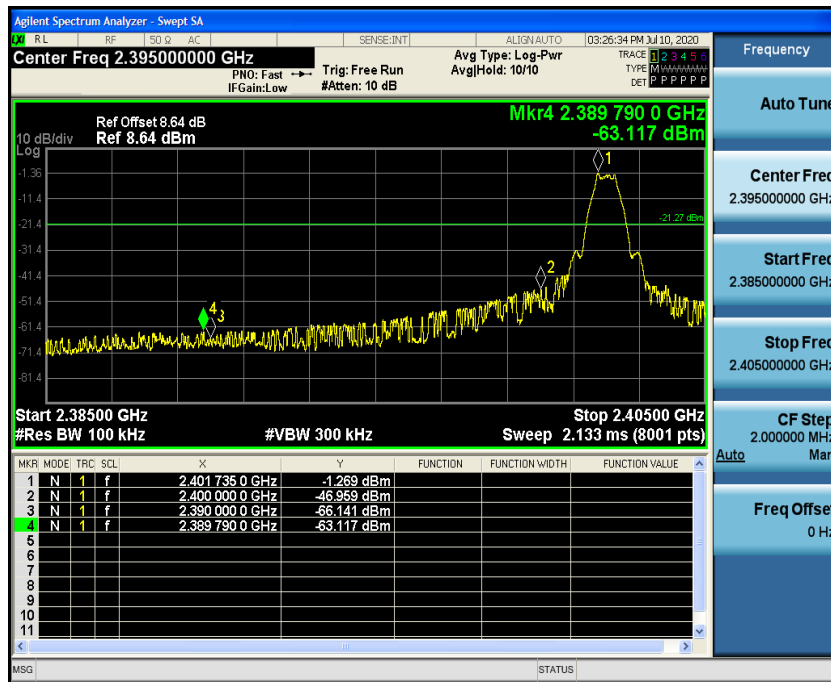 Agilent Spectrum Analyzer - Swept SA
LXI RL RF 50 Ω AC SENSE:INT ALIGN AUTO 03:26:34 PM Jul 10, 2020
Center Freq 2.395000000 GHz
PNO: Fast
IFGain:Low
Trig: Free Run
#Atten: 10 dB
Avg Type: Log-Pwr
Avg|Hold: 10/10
TRACE 1 2 3 4 5 6
TYPE M
DET P P P P P P
Mkr4 2.389 790 0 GHz
-63.117 dBm
Ref Offset 8.64 dB
10 dB/div Ref 8.64 dBm
Log
-1.36
-11.4
-21.4
-31.4
-41.4
-51.4
-61.4
-71.4
-81.4
1
-21.27 dBm
2
4
3
Start 2.38500 GHz Stop 2.40500 GHz
#Res BW 100 kHz #VBW 300 kHz Sweep 2.133 ms (8001 pts)
MKR MODE TRC SCL X Y FUNCTION FUNCTION WIDTH FUNCTION VALUE
1 N 1 f 2.401 735 0 GHz -1.269 dBm
2 N 1 f 2.400 000 0 GHz -46.959 dBm
3 N 1 f 2.390 000 0 GHz -66.141 dBm
4 N 1 f 2.389 790 0 GHz -63.117 dBm
5
6
7
8
9
10
11
MSG STATUS
Frequency
Auto Tune
Center Freq
2.395000000 GHz
Start Freq
2.385000000 GHz
Stop Freq
2.405000000 GHz
CF Step
2.000000 MHz
Auto Man
Freq Offset
0 Hz